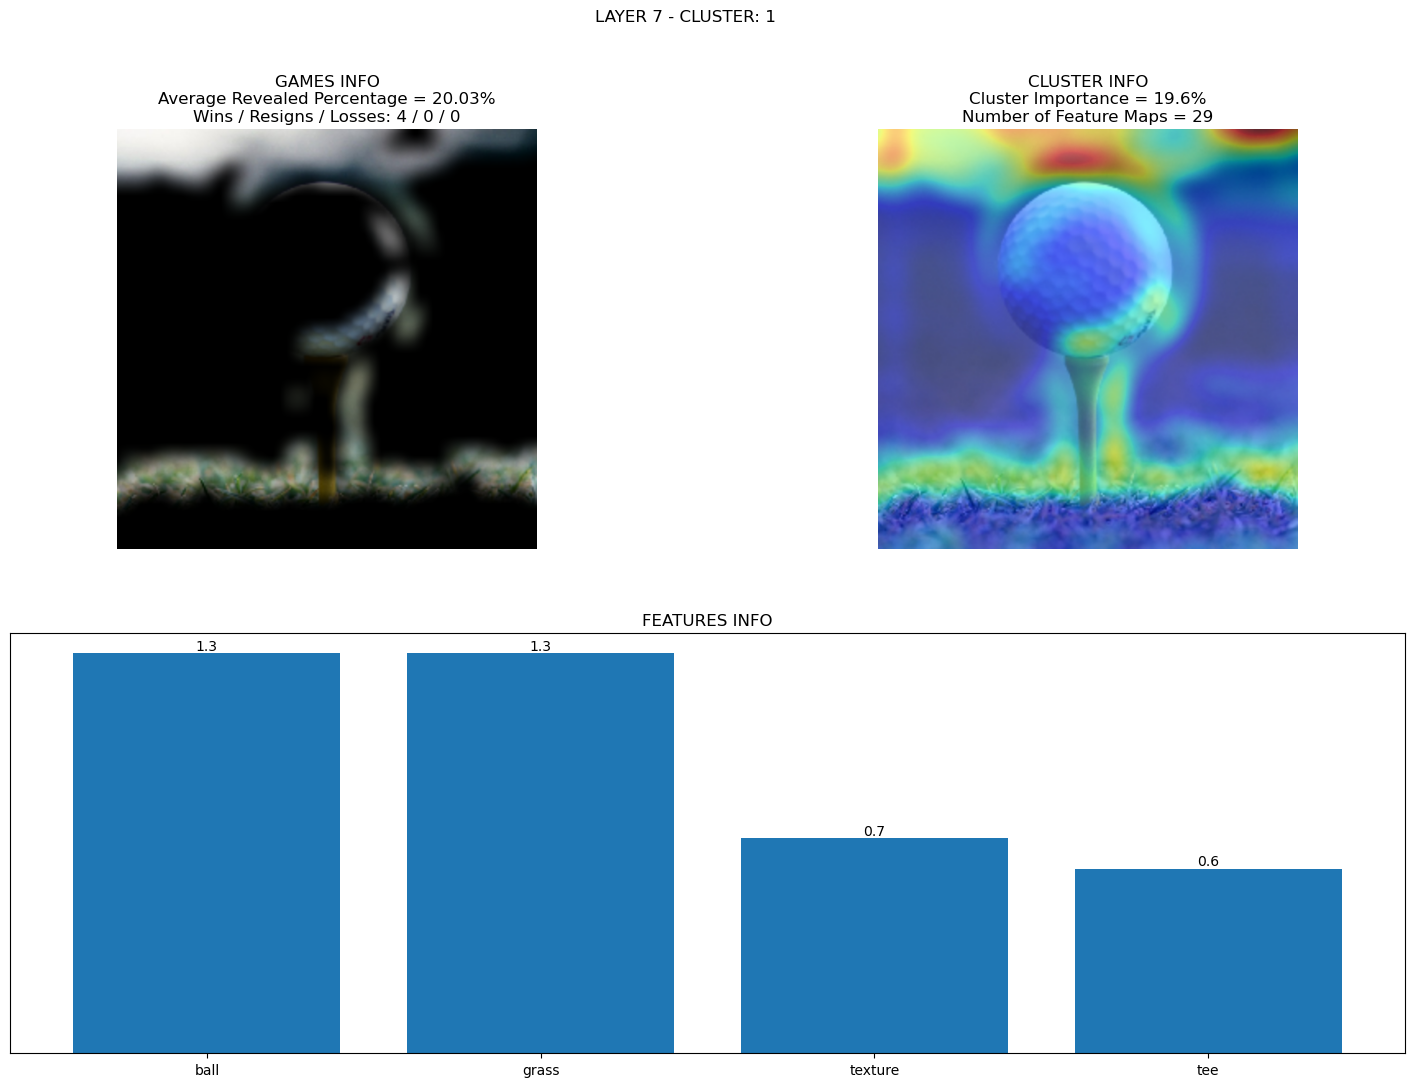 LAYER 7 - CLUSTER: 1
GAMES INFO
Average Revealed Percentage = 20.03%
Wins / Resigns / Losses: 4 / 0 / 0
CLUSTER INFO
Cluster Importance = 19.6%
Number of Feature Maps = 29
FEATURES INFO
1.3
1.3
0.7
0.6
ball
grass
texture
tee